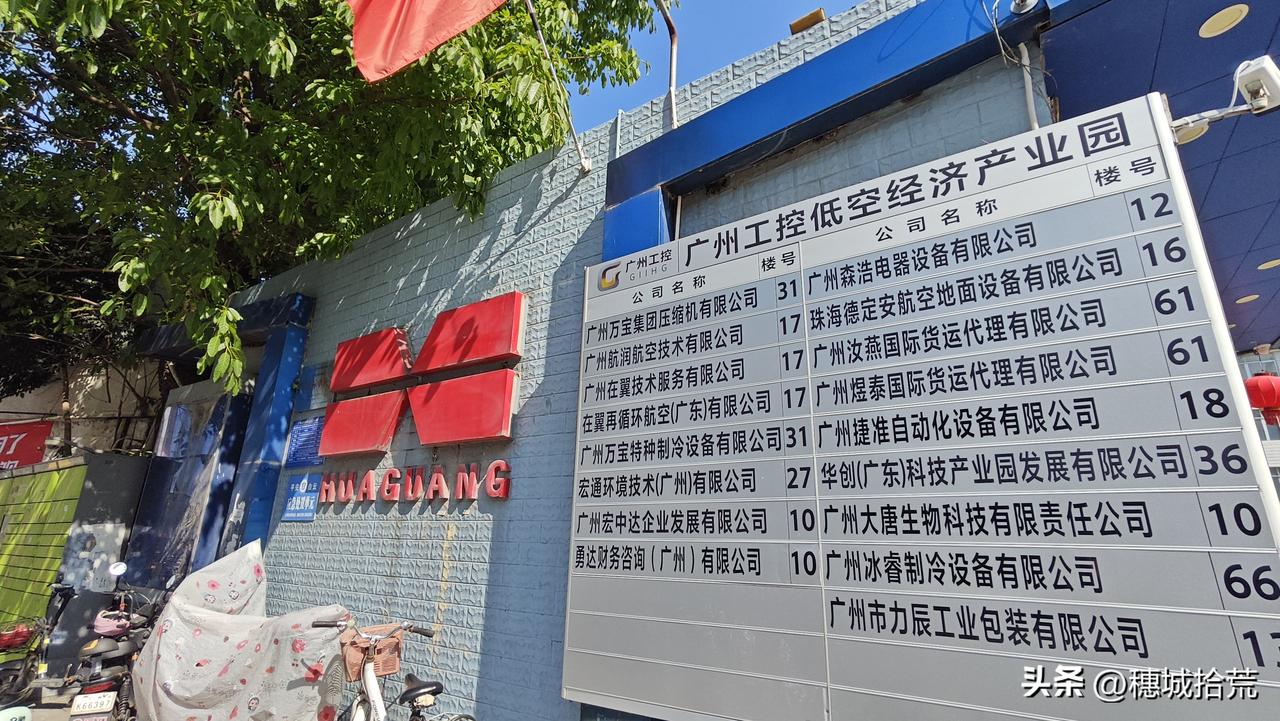 广州工控
GIIHG
广州工控低空经济产业园
公司名称 楼号
广州万宝集团压缩机有限公司 31
广州航润航空技术有限公司 17
广州在翼技术服务有限公司 17
在翼再循环航空(广东)有限公司 17
广州万宝特种制冷设备有限公司 31
宏通环境技术(广州)有限公司 27
广州宏中达企业发展有限公司 10
勇达财务咨询（广州）有限公司 10
公司名称 楼号
广州森浩电器设备有限公司 12
珠海德定安航空地面设备有限公司 16
广州汝燕国际货运代理有限公司 61
广州煜泰国际货运代理有限公司 61
广州捷准自动化设备有限公司 18
华创(广东)科技产业园发展有限公司 36
广州大唐生物科技有限责任公司 10
广州冰睿制冷设备有限公司 66
广州市力辰工业包装有限公司
HUAGUANG
平安白云
应急处置单元
K66397
头条 @穗城拾荒